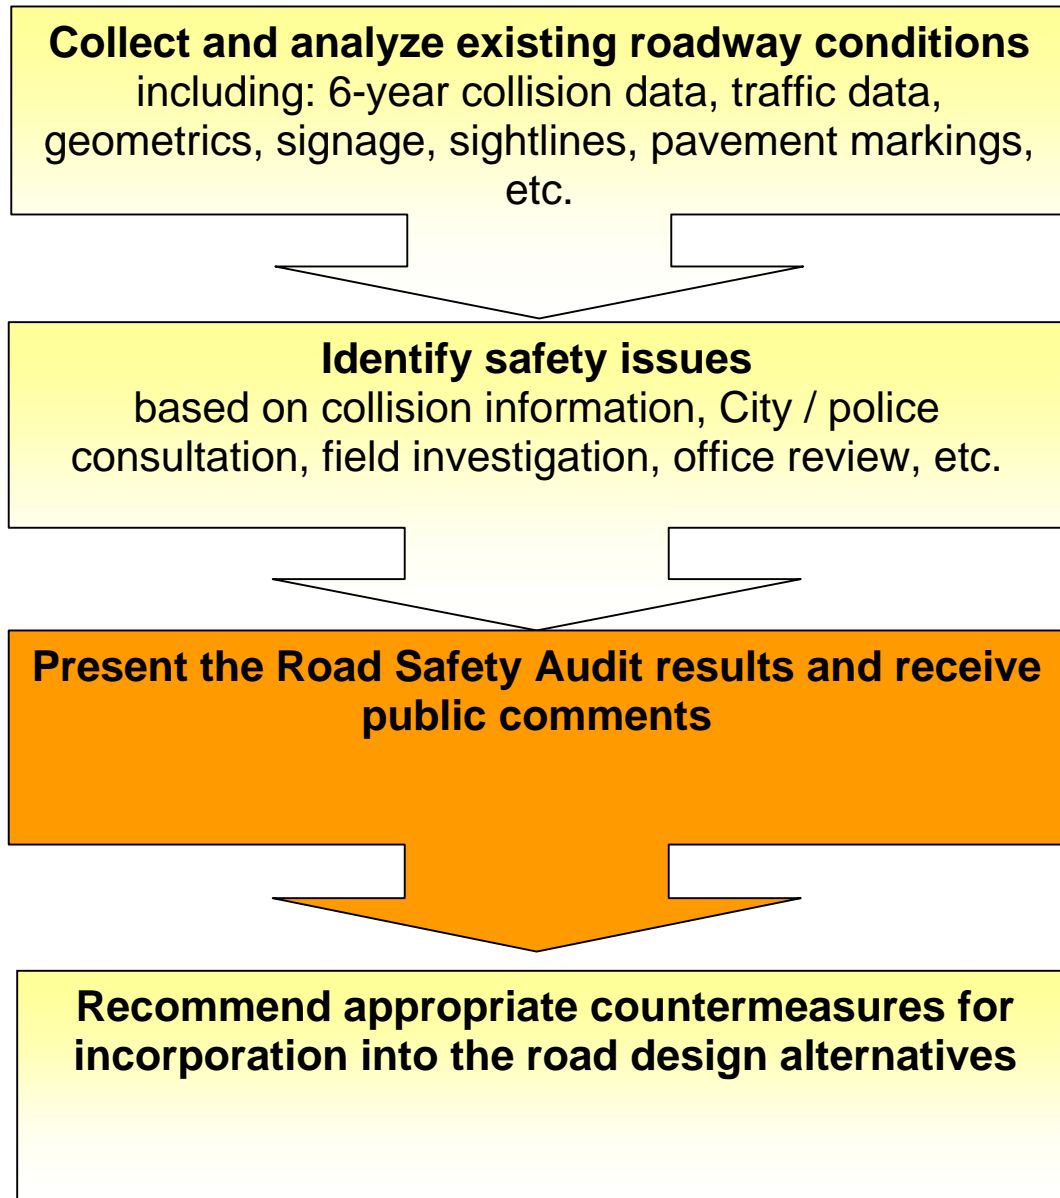 Collect and analyze existing roadway conditions
including: 6-year collision data, traffic data,
geometrics, signage, sightlines, pavement markings,
etc.
Identify safety issues
based on collision information, City / police
consultation, field investigation, office review, etc.
Present the Road Safety Audit results and receive
public comments
Recommend appropriate countermeasures for
incorporation into the road design alternatives